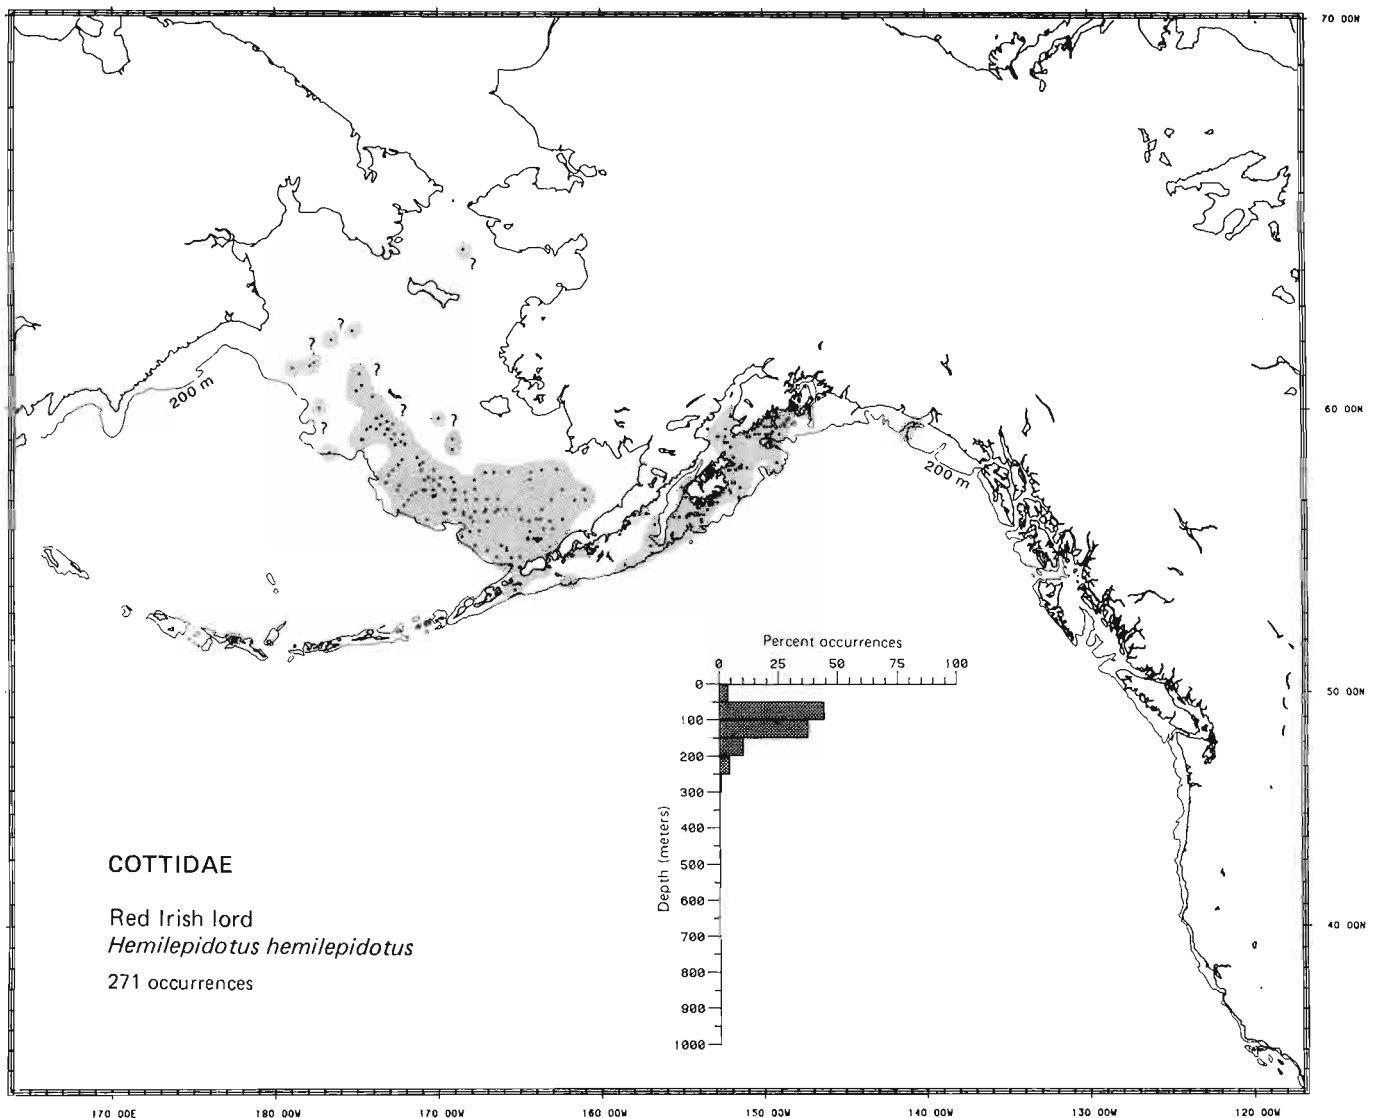 70 00N
?
?
?
?
?
?
?
?
200 m
60 00N
200 m
Percent occurrences
0 25 50 75 100
50 00N
0
100
200
300
400
500
600
700
800
900
1000
Depth (meters)
COTTIDAE
Red Irish lord
Hemilepidotus hemilepidotus
271 occurrences
40 00N
170 00E 180 00W 170 00W 160 00W 150 00W 140 00W 130 00W 120 00W